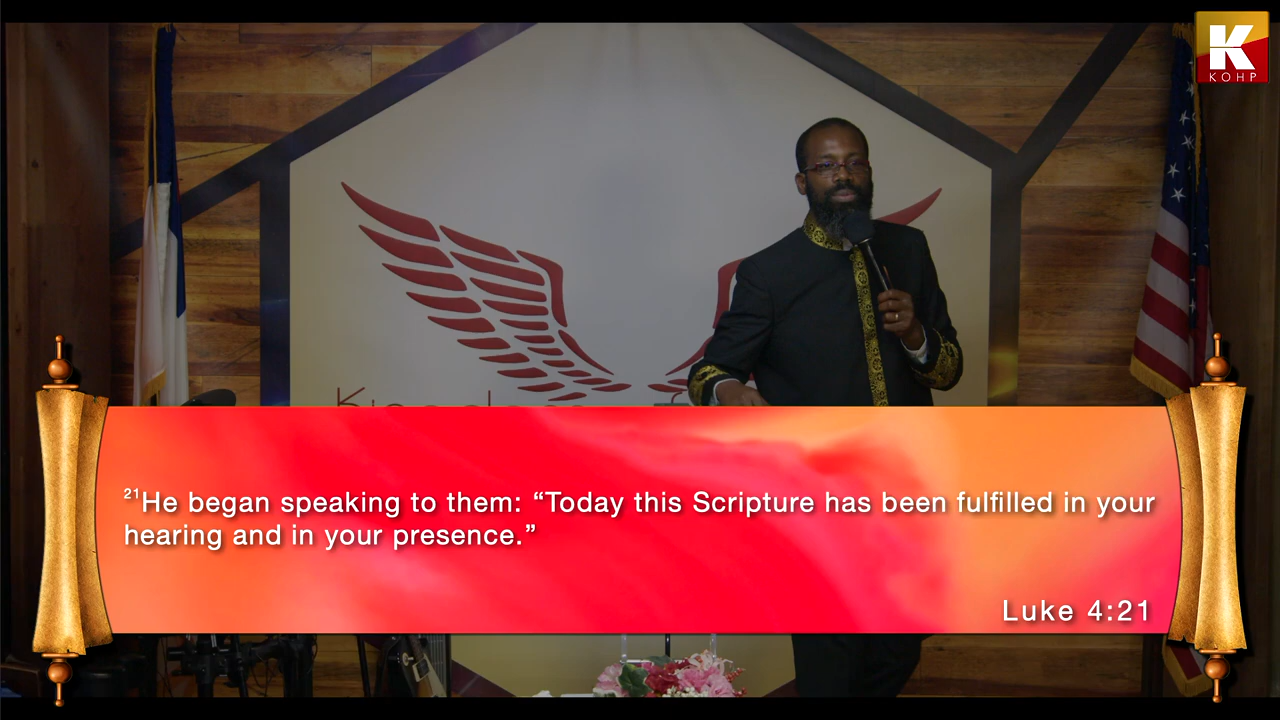 K
KOHP
Kingdom
²¹He began speaking to them: “Today this Scripture has been fulfilled in your
hearing and in your presence.”
Luke 4:21